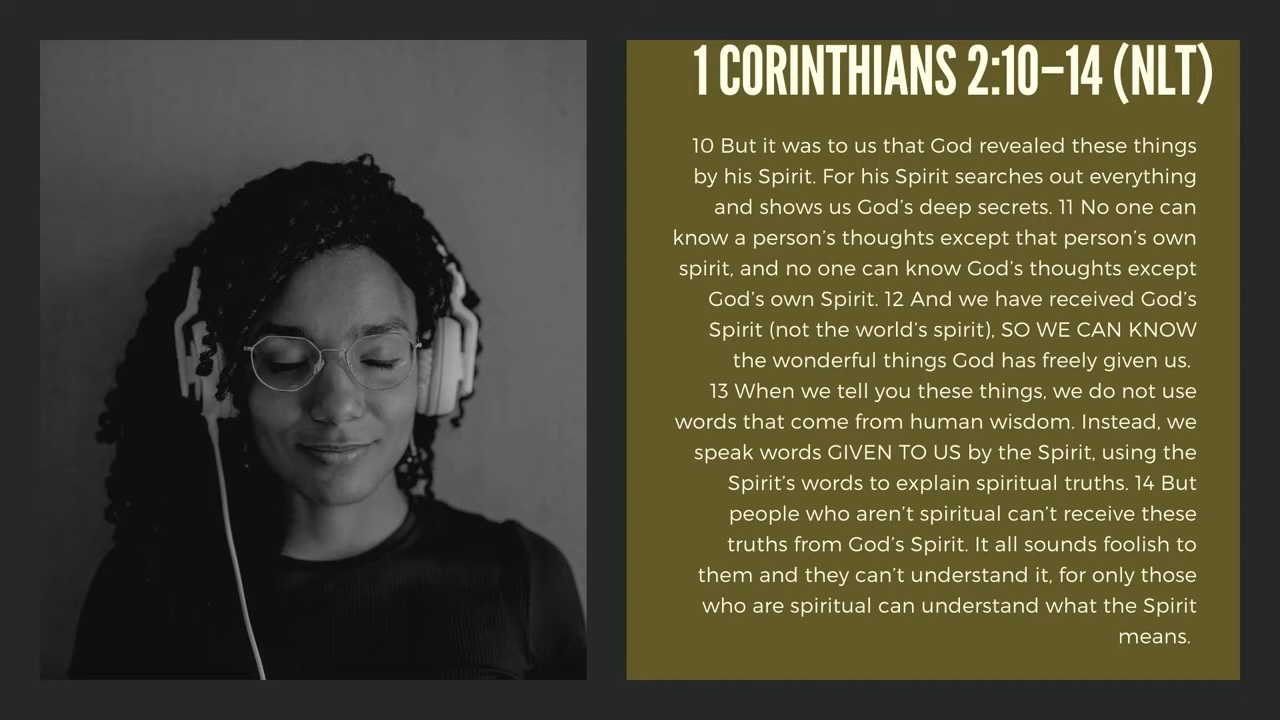 1 CORINTHIANS 2:10–14 (NLT)
10 But it was to us that God revealed these things
by his Spirit. For his Spirit searches out everything
and shows us God’s deep secrets. 11 No one can
know a person’s thoughts except that person’s own
spirit, and no one can know God’s thoughts except
God’s own Spirit. 12 And we have received God’s
Spirit (not the world’s spirit), SO WE CAN KNOW
the wonderful things God has freely given us.
13 When we tell you these things, we do not use
words that come from human wisdom. Instead, we
speak words GIVEN TO US by the Spirit, using the
Spirit’s words to explain spiritual truths. 14 But
people who aren’t spiritual can’t receive these
truths from God’s Spirit. It all sounds foolish to
them and they can’t understand it, for only those
who are spiritual can understand what the Spirit
means.